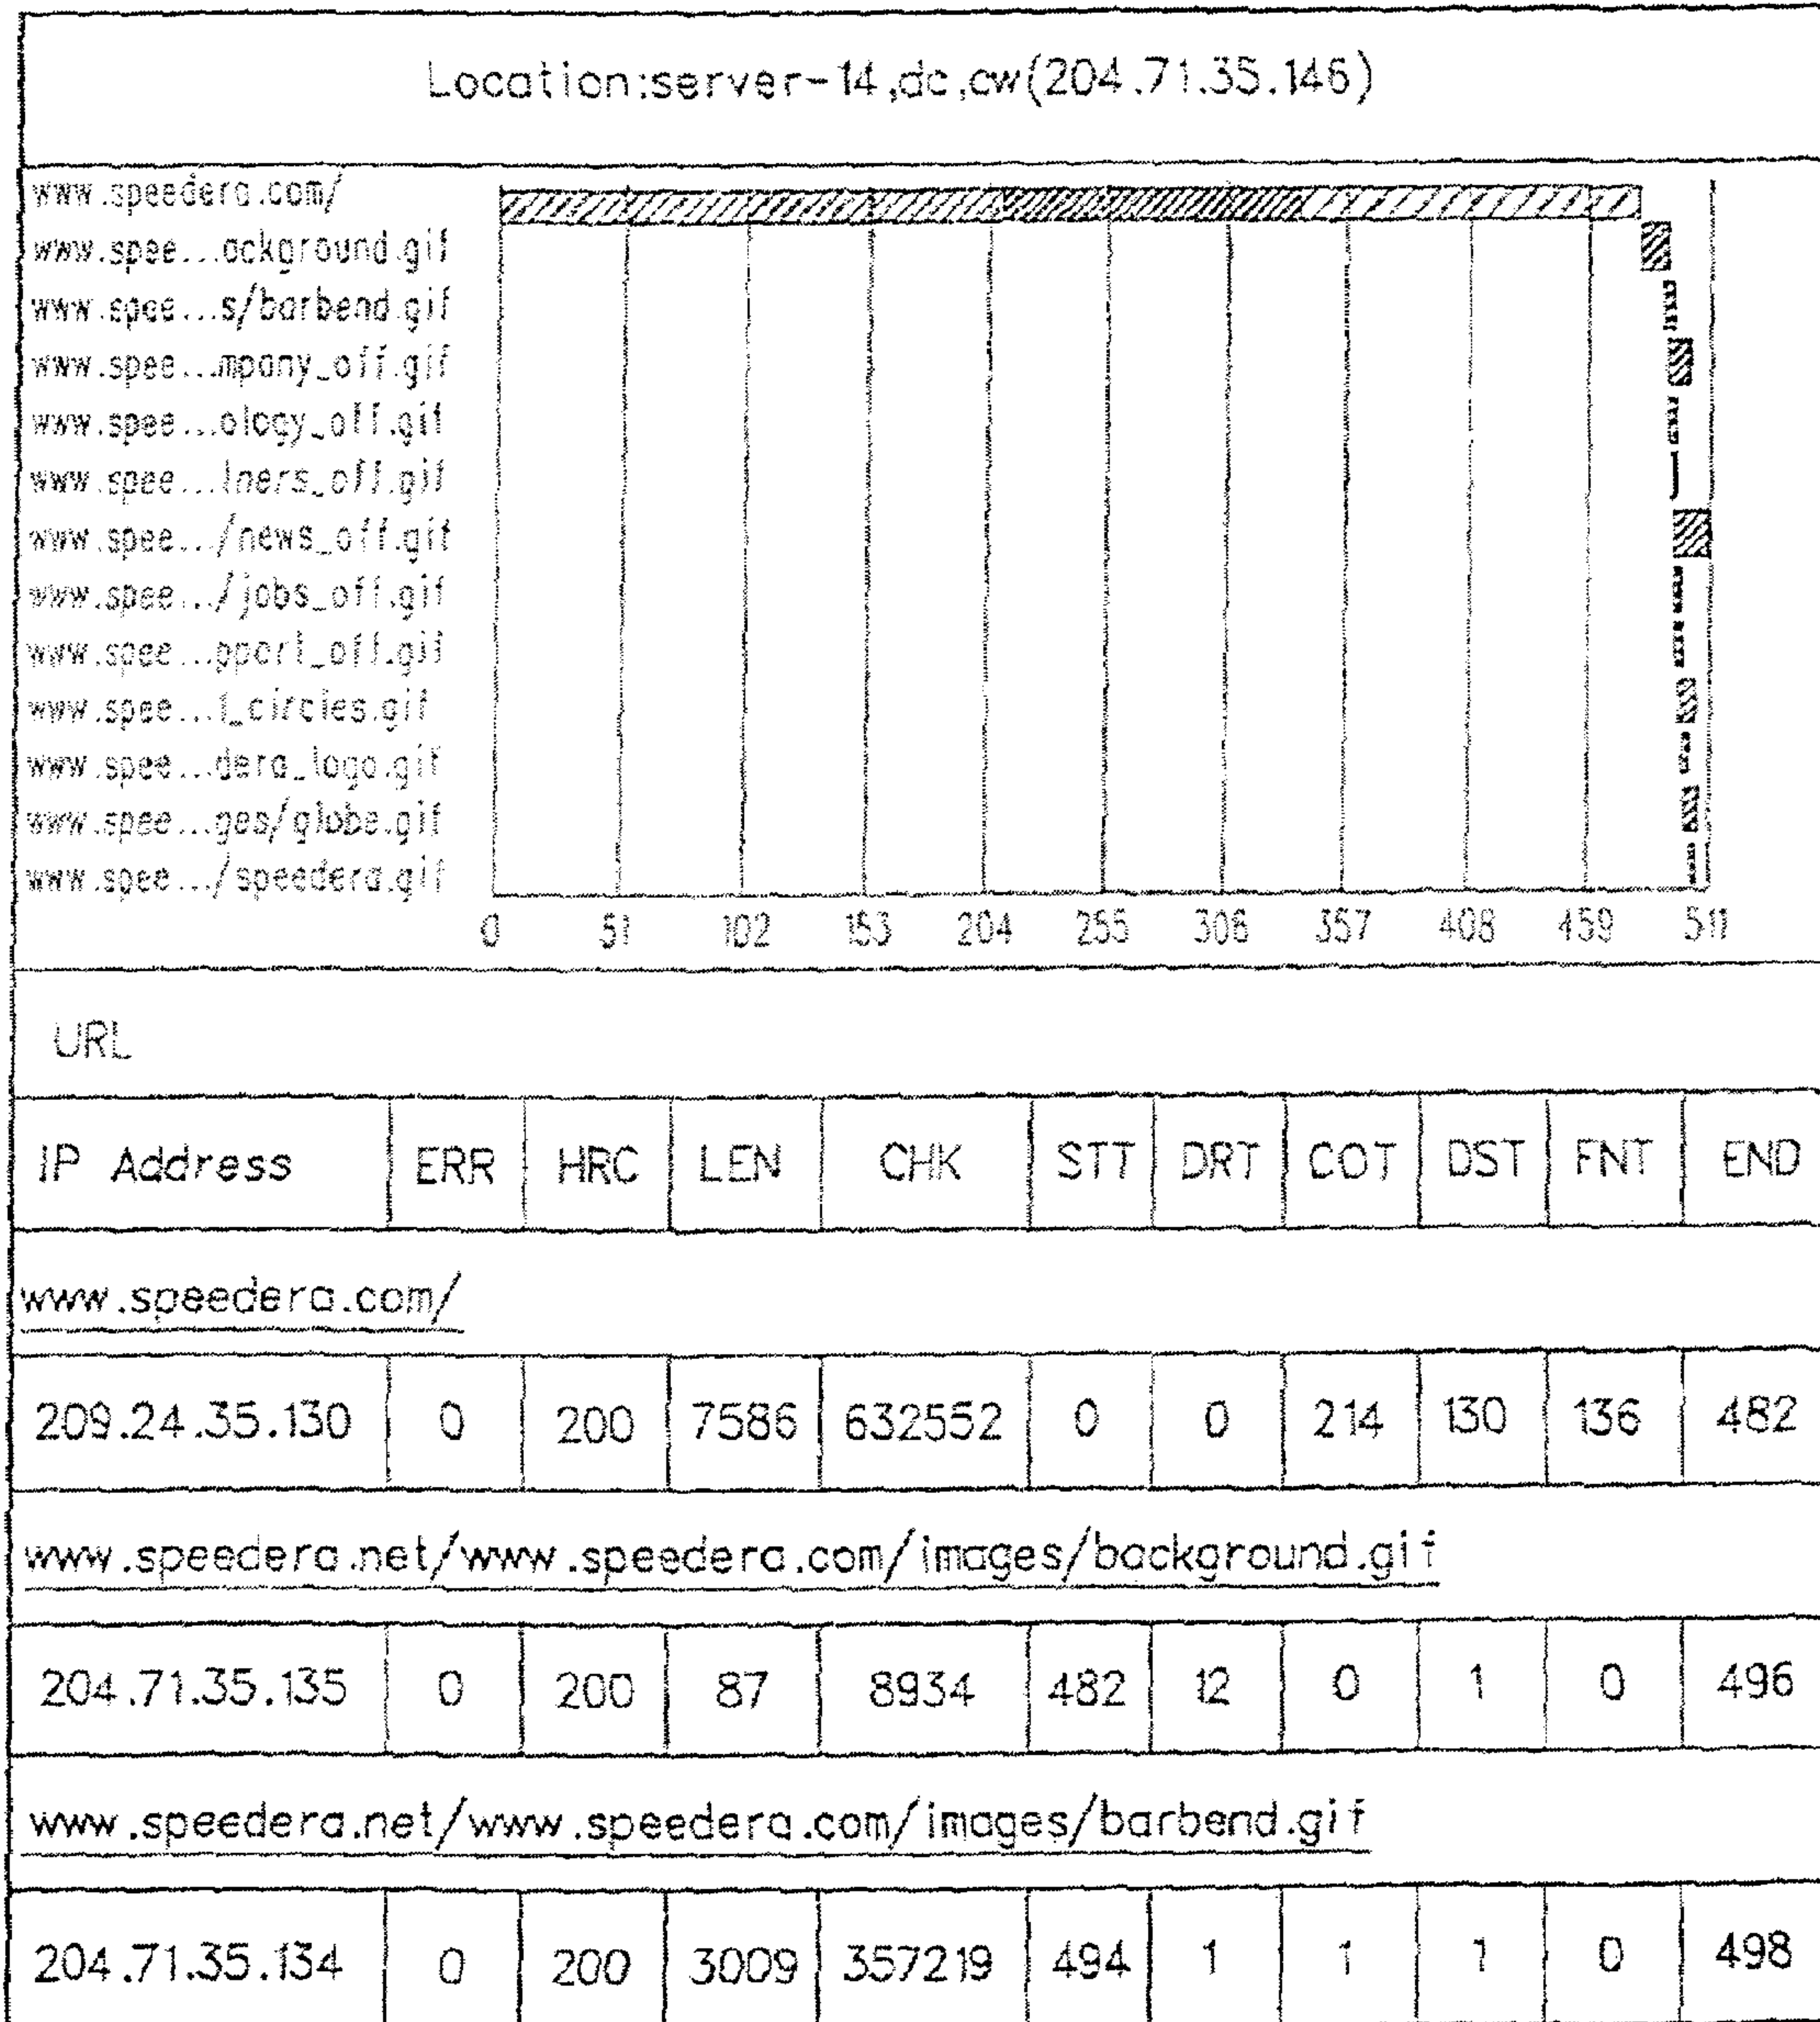 Location:server-14,dc,cw(204.71.35.146)
www.speedera.com/
www.spee...ackground.gif
www.spee...s/barbend.gif
www.spee...mpany_off.gif
www.spee...ology_off.gif
www.spee...tners_off.gif
www.spee.../news_off.gif
www.spee.../jobs_off.gif
www.spee...pport_off.gif
www.spee...t_circles.gif
www.spee...dera_logo.gif
www.spee...ges/globe.gif
www.spee.../speedera.gif
0 51 102 153 204 255 306 357 408 459 511
URL
IP Address ERR HRC LEN CHK STT DRT COT DST FNT END
www.speedera.com/
209.24.35.130 0 200 7586 632552 0 0 214 130 136 482
www.speedera.net/www.speedera.com/images/background.gif
204.71.35.135 0 200 87 8934 482 12 0 1 0 496
www.speedera.net/www.speedera.com/images/barbend.gif
204.71.35.134 0 200 3009 357219 494 1 1 1 0 498